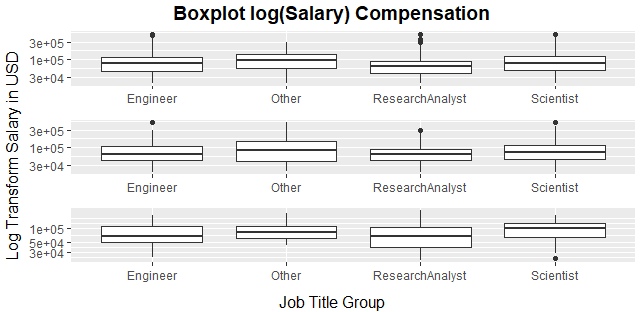 Boxplot log(Salary) Compensation
Log Transform Salary in USD
3e+05
1e+05
3e+04
Engineer Other ResearchAnalyst Scientist
3e+05
1e+05
3e+04
Engineer Other ResearchAnalyst Scientist
1e+05
5e+04
3e+04
Engineer Other ResearchAnalyst Scientist
Job Title Group